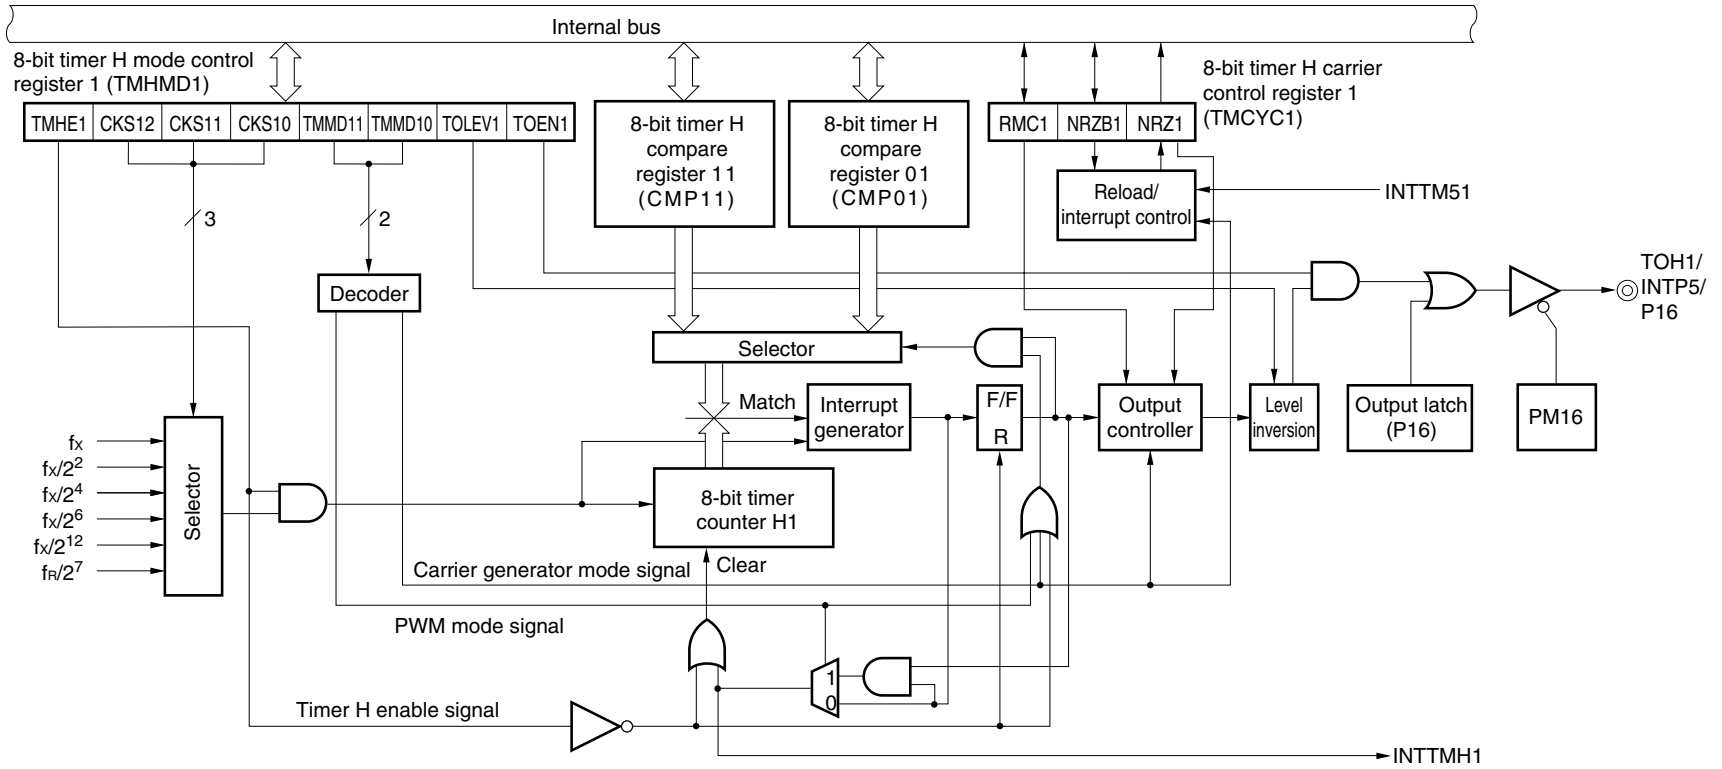 Internal bus
8-bit timer H mode control
register 1 (TMHMD1)
TMHE1 CKS12 CKS11 CKS10 TMMD11 TMMD10 TOLEV1 TOEN1
8-bit timer H
compare
register 11
(CMP11)
8-bit timer H
compare
register 01
(CMP01)
8-bit timer H carrier
control register 1
(TMCYC1)
RMC1 NRZB1 NRZ1
Reload/
interrupt control
INTTM51
3
2
Decoder
TOH1/
INTP5/
P16
Selector
Match
Interrupt
generator
F/F
R
Output
controller
Level
inversion
Output latch
(P16)
PM16
fX
fX/2²
fX/2⁴
fX/2⁶
fX/2¹²
fR/2⁷
Selector
8-bit timer
counter H1
Clear
Carrier generator mode signal
PWM mode signal
1
0
Timer H enable signal
INTTMH1